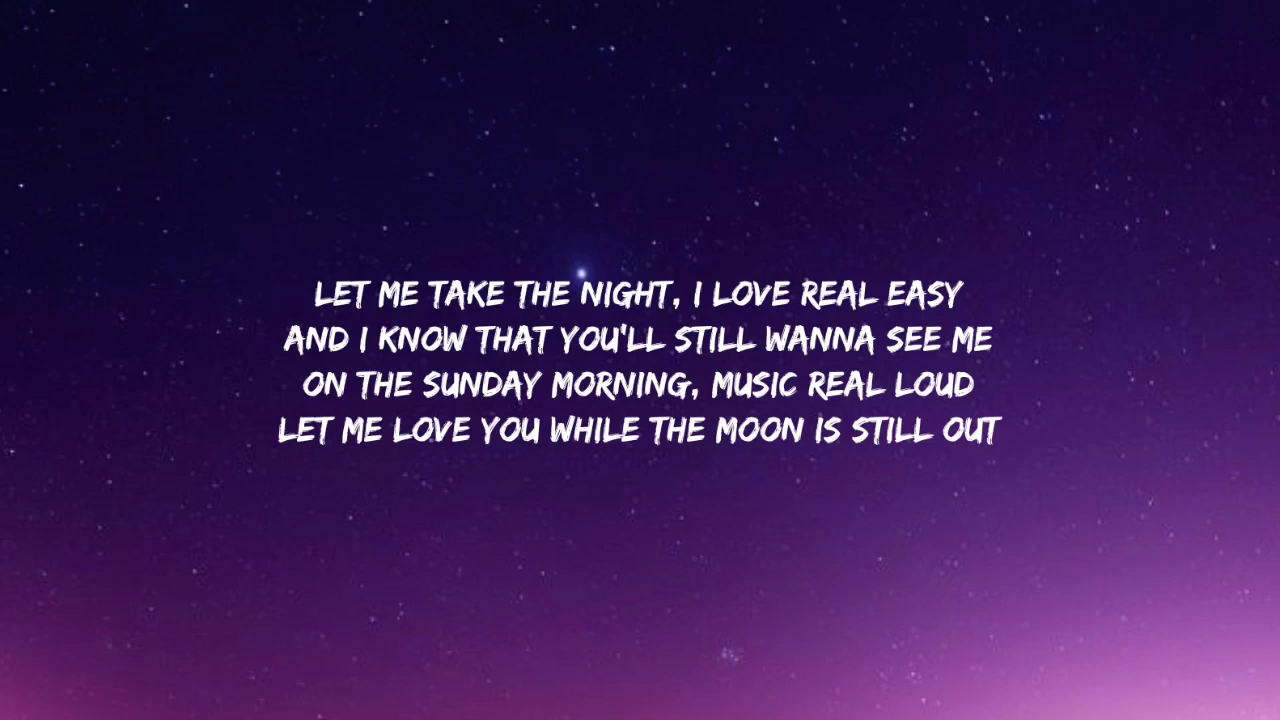 LET ME TAKE THE NIGHT, I LOVE REAL EASY
AND I KNOW THAT YOU'LL STILL WANNA SEE ME
ON THE SUNDAY MORNING, MUSIC REAL LOUD
LET ME LOVE YOU WHILE THE MOON IS STILL OUT